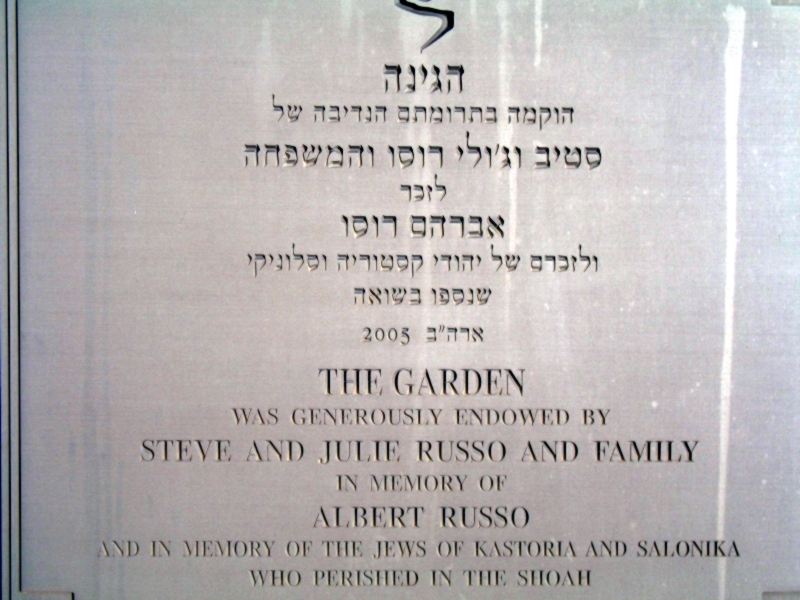 הגינה
הוקמה בתרומתם הנדיבה של
סטיב וג'ולי רוסו והמשפחה
לזכר
אברהם רוסו
ולזכרם של יהודי קסטוריה וסלוניקי
שנספו בשואה
ארה"ב 2005
THE GARDEN
WAS GENEROUSLY ENDOWED BY
STEVE AND JULIE RUSSO AND FAMILY
IN MEMORY OF
ALBERT RUSSO
AND IN MEMORY OF THE JEWS OF KASTORIA AND SALONIKA
WHO PERISHED IN THE SHOAH